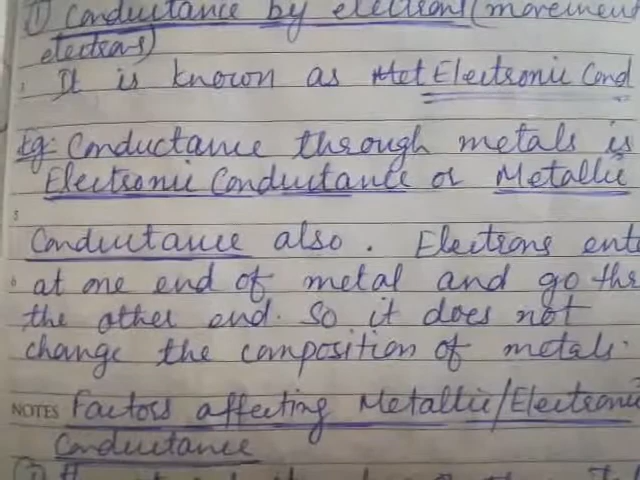 ① Conductance by electrons (movement
electrons)
It is known as Electronic Cond
Eg:- Conductance through metals is
Electronic Conductance or Metallic
Conductance also. Electrons ent
at one end of metal and go thr
the other end. So it does not
change the composition of metals.
NOTES Factors affecting Metallic/Electronic
Conductance